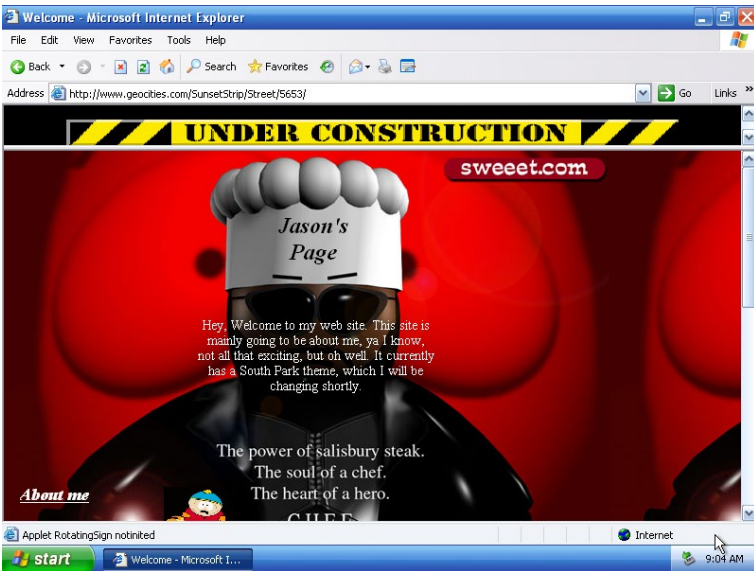 Welcome - Microsoft Internet Explorer
File Edit View Favorites Tools Help
Back Search Favorites
Address http://www.geocities.com/SunsetStrip/Street/5653/ Go Links »
UNDER CONSTRUCTION
sweeet.com
Jason's
Page
Hey, Welcome to my web site. This site is
mainly going to be about me, ya I know,
not all that exciting, but oh well. It currently
has a South Park theme, which I will be
changing shortly.
The power of salisbury steak.
The soul of a chef.
The heart of a hero.
CHEF
About me
Applet RotatingSign notinited Internet
start Welcome - Microsoft I... 9:04 AM